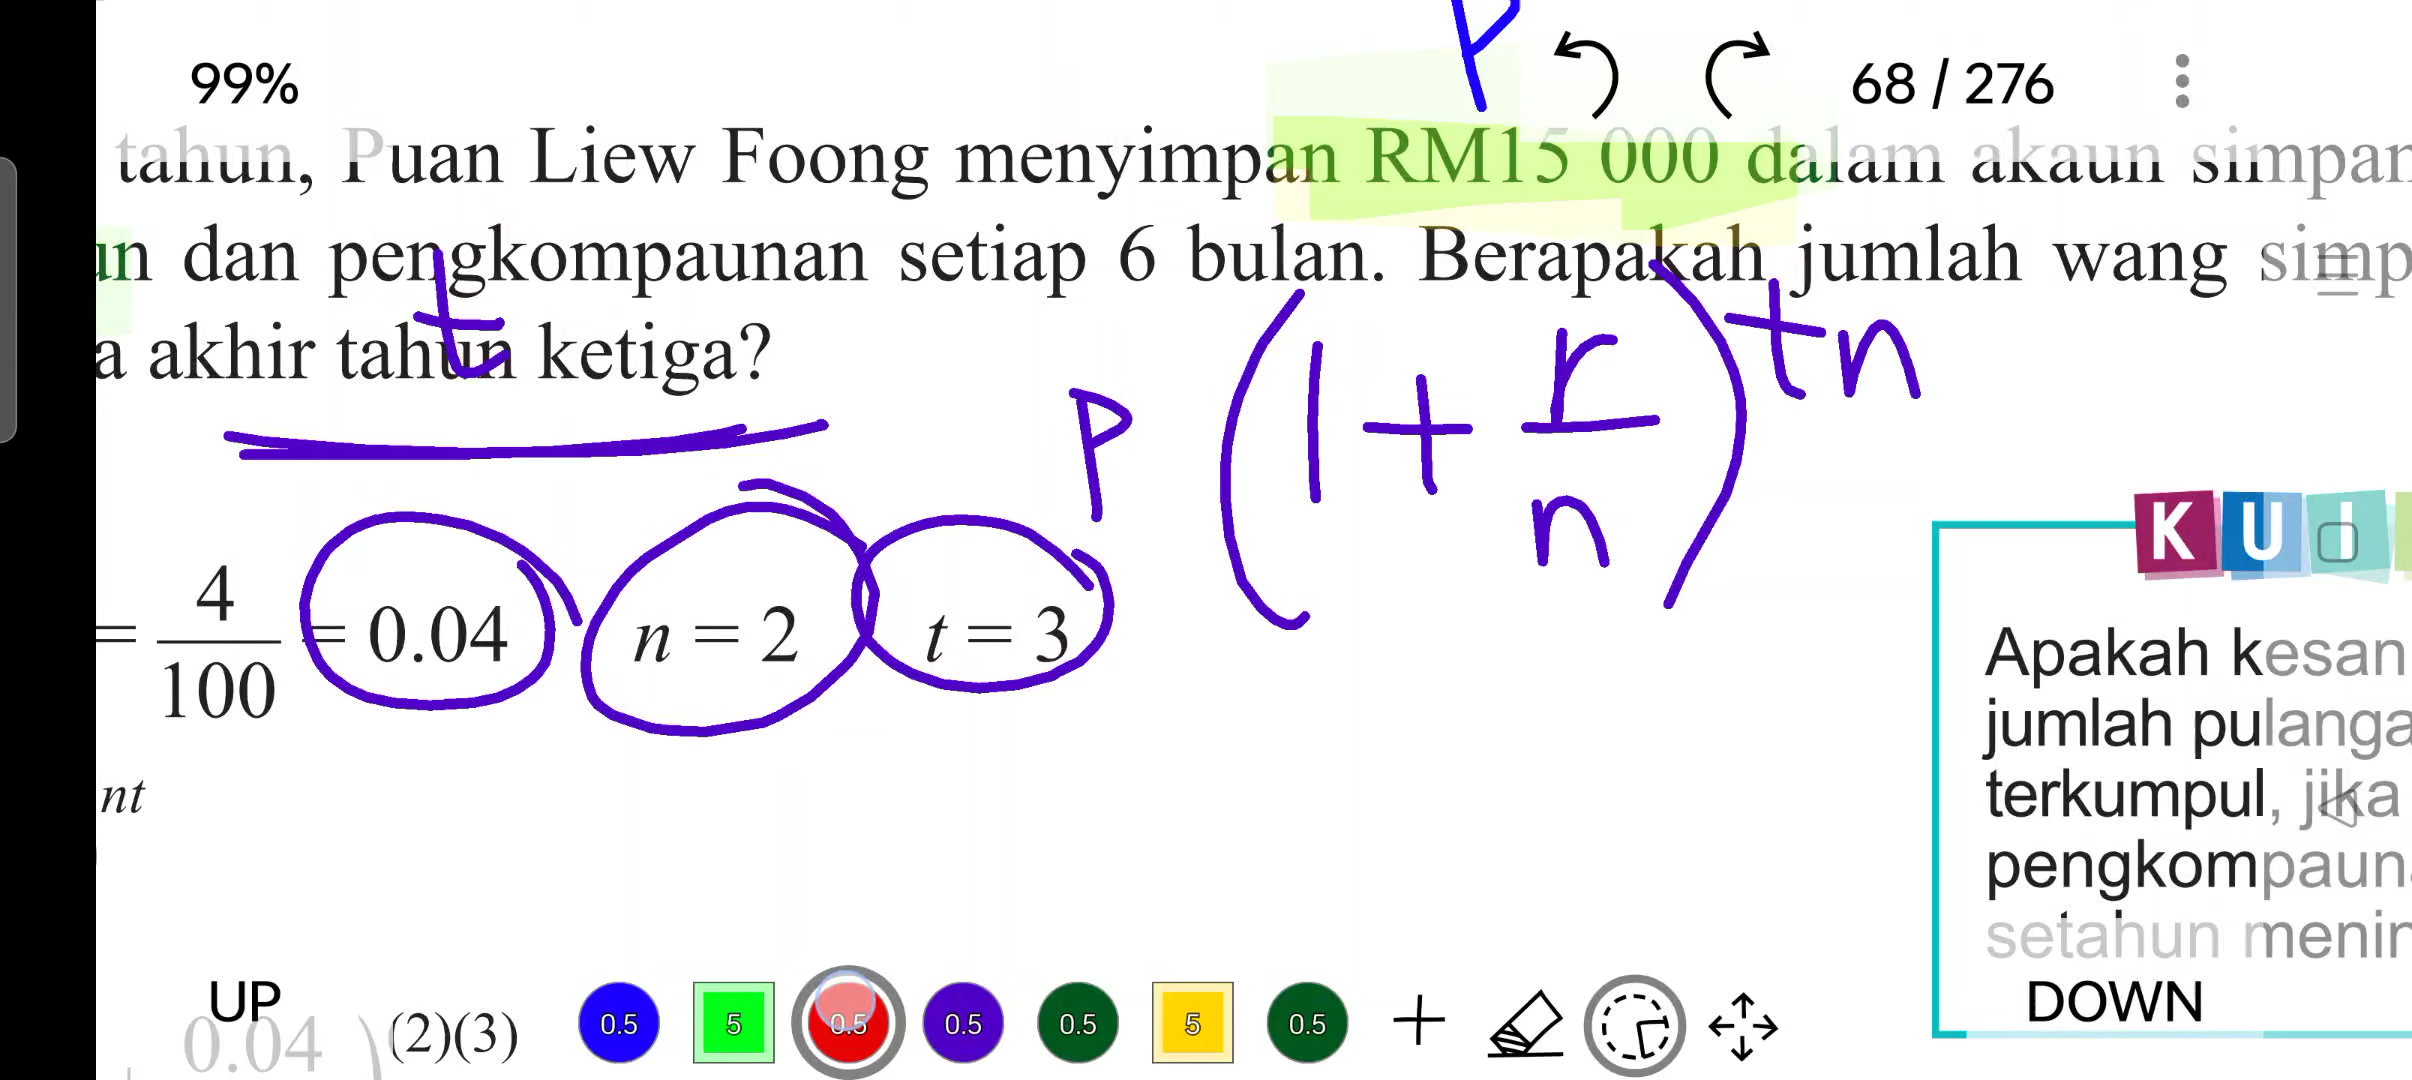 P
99%
68 / 276
tahun, Puan Liew Foong menyimpan RM15 000 dalam akaun simpan
un dan pengkompaunan setiap 6 bulan. Berapakah jumlah wang simp
t
a akhir tahun ketiga?
P (1 + r/n)^tn
= 4/100 = 0.04 n = 2 t = 3
nt
KUI
Apakah kesan
jumlah pulanga
terkumpul, jika
pengkompaun
setahun menin
UP
DOWN
0.04 ) (2)(3)
0.5 5 0.5 0.5 0.5 5 0.5